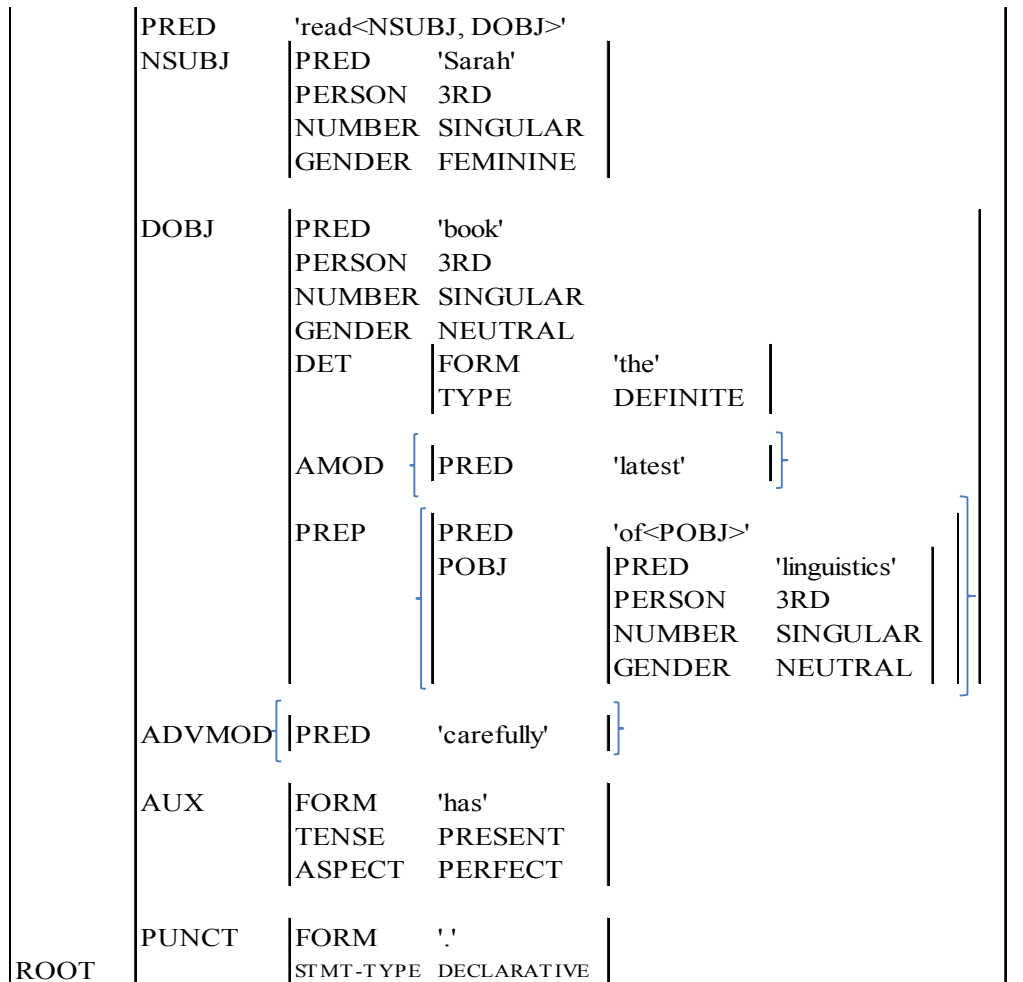 PRED 'read<NSUBJ, DOBJ>'
NSUBJ PRED 'Sarah'
PERSON 3RD
NUMBER SINGULAR
GENDER FEMININE
DOBJ PRED 'book'
PERSON 3RD
NUMBER SINGULAR
GENDER NEUTRAL
DET FORM 'the'
TYPE DEFINITE
AMOD PRED 'latest'
PREP PRED 'of<POBJ>'
POBJ PRED 'linguistics'
PERSON 3RD
NUMBER SINGULAR
GENDER NEUTRAL
ADVMOD PRED 'carefully'
AUX FORM 'has'
TENSE PRESENT
ASPECT PERFECT
PUNCT FORM '.'
ROOT STMT-TYPE DECLARATIVE